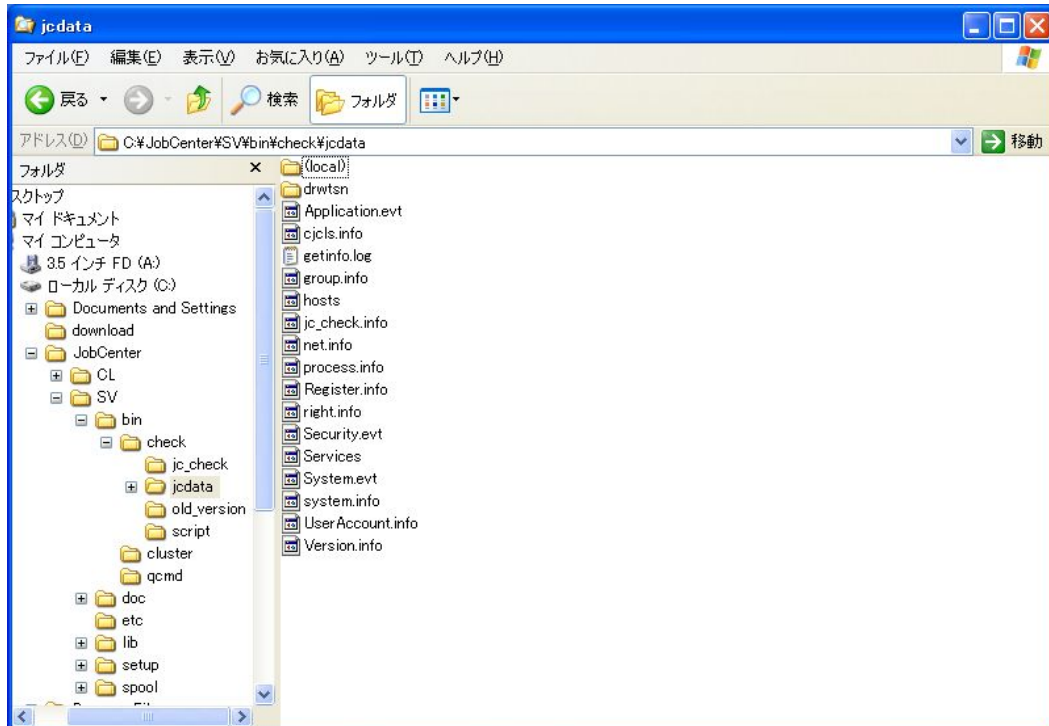 jcdata
ファイル(F) 編集(E) 表示(V) お気に入り(A) ツール(T) ヘルプ(H)
戻る 検索 フォルダ
アドレス(D) C:¥JobCenter¥SV¥bin¥check¥jcdata 移動
フォルダ
スクトップ
マイ ドキュメント
マイ コンピュータ
3.5 インチ FD (A:)
ローカル ディスク (C:)
Documents and Settings
download
JobCenter
CL
SV
bin
check
jc_check
jcdata
old_version
script
cluster
qcmd
doc
etc
lib
setup
spool
(local)
drwtsn
Application.evt
cjcls.info
getinfo.log
group.info
hosts
jc_check.info
net.info
process.info
Register.info
right.info
Security.evt
Services
System.evt
system.info
UserAccount.info
Version.info